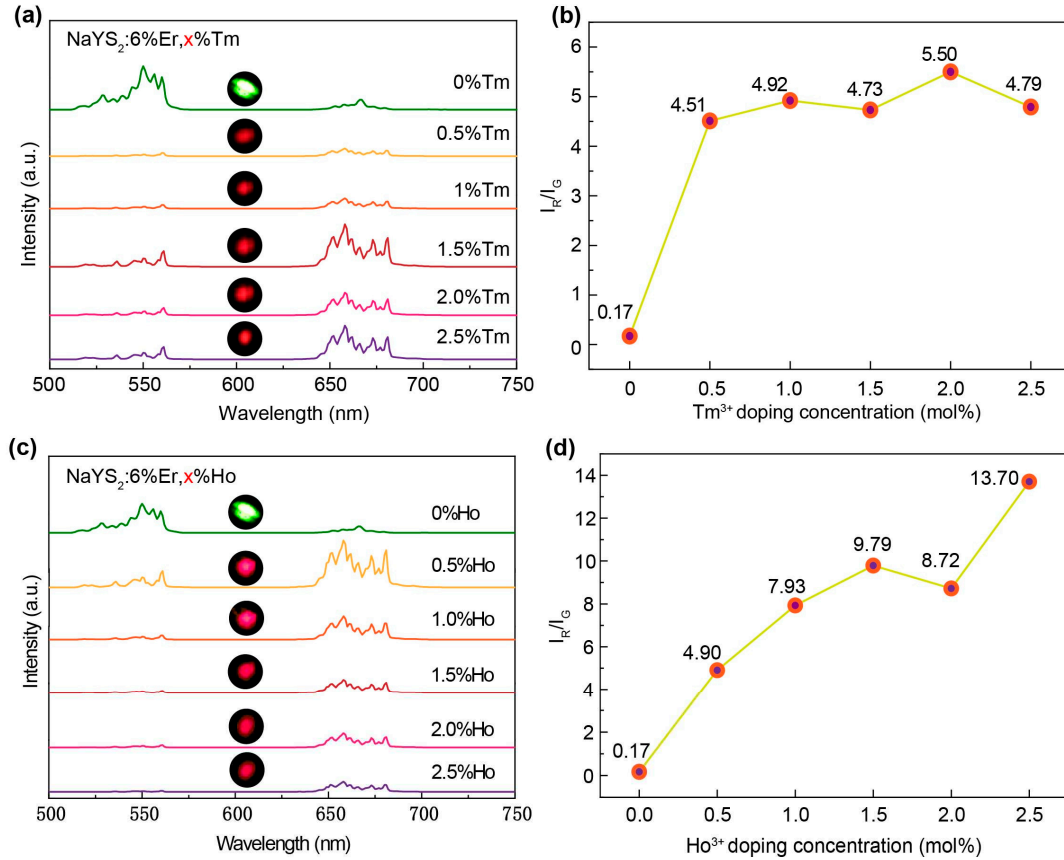 (a)
NaYS₂:6%Er,x%Tm
0%Tm
0.5%Tm
1%Tm
1.5%Tm
2.0%Tm
2.5%Tm
Intensity (a.u.)
500 550 600 650 700 750
Wavelength (nm)
(b)
6
5
4
3
2
1
0
I_R/I_G
0.17
4.51
4.92
4.73
5.50
4.79
0 0.5 1.0 1.5 2.0 2.5
Tm³⁺ doping concentration (mol%)
(c)
NaYS₂:6%Er,x%Ho
0%Ho
0.5%Ho
1.0%Ho
1.5%Ho
2.0%Ho
2.5%Ho
Intensity (a.u.)
500 550 600 650 700 750
Wavelength (nm)
(d)
14
12
10
8
6
4
2
0
I_R/I_G
0.17
4.90
7.93
9.79
8.72
13.70
0.0 0.5 1.0 1.5 2.0 2.5
Ho³⁺ doping concentration (mol%)